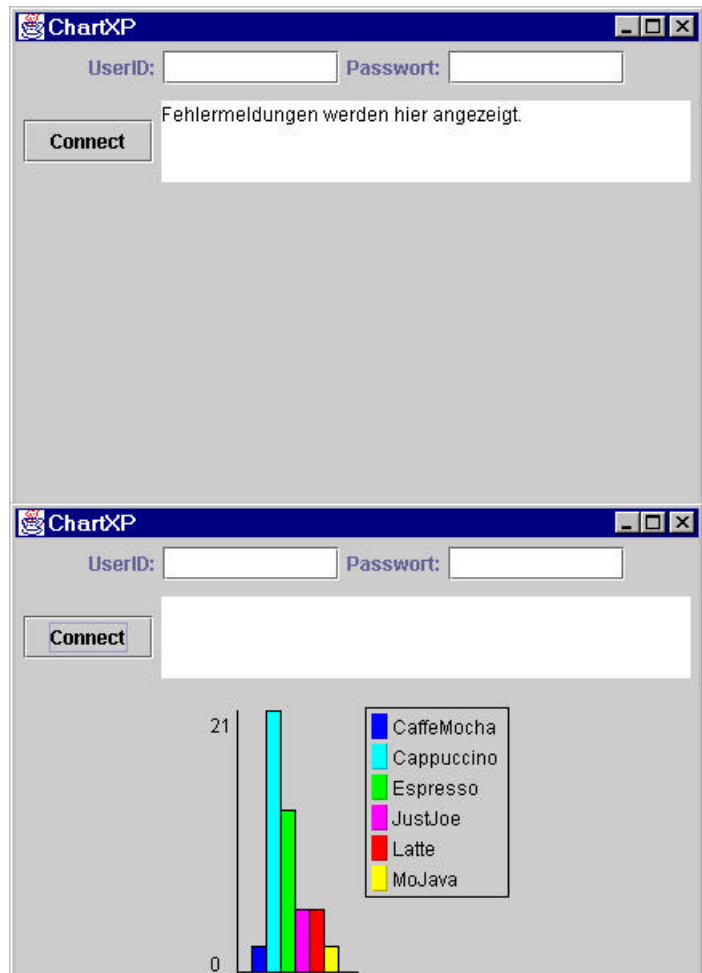 ChartXP
UserID: Passwort:
Connect
Fehlermeldungen werden hier angezeigt.
ChartXP
UserID: Passwort:
Connect
21
0
CaffeMocha
Cappuccino
Espresso
JustJoe
Latte
MoJava